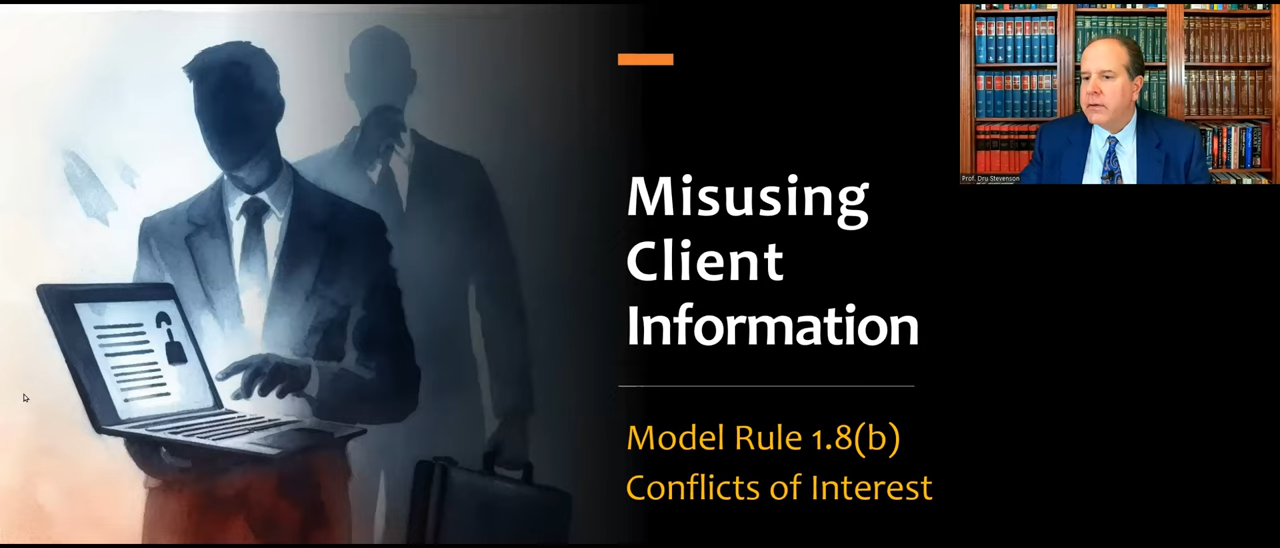 Misusing
Client
Information
Model Rule 1.8(b)
Conflicts of Interest
Prof. Dru Stevenson